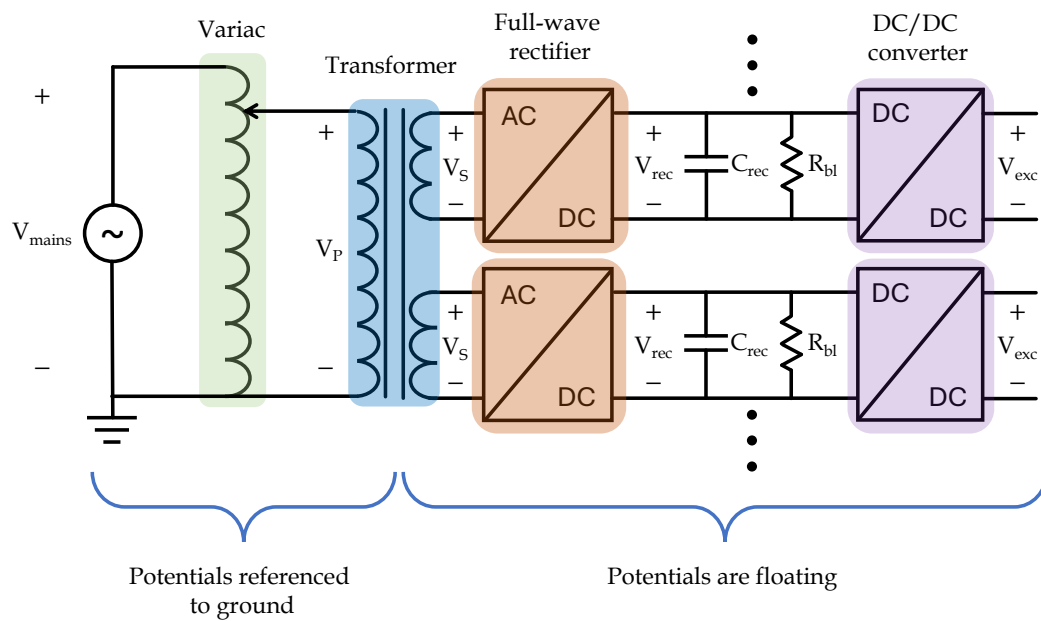 Variac
Transformer
Full-wave
rectifier
DC/DC
converter
+
−
V_mains
~
+
V_P
−
+
V_S
−
AC
DC
+
V_rec
−
C_rec
R_bl
DC
DC
+
V_exc
−
+
V_S
−
AC
DC
+
V_rec
−
C_rec
R_bl
DC
DC
+
V_exc
−
Potentials referenced
to ground
Potentials are floating